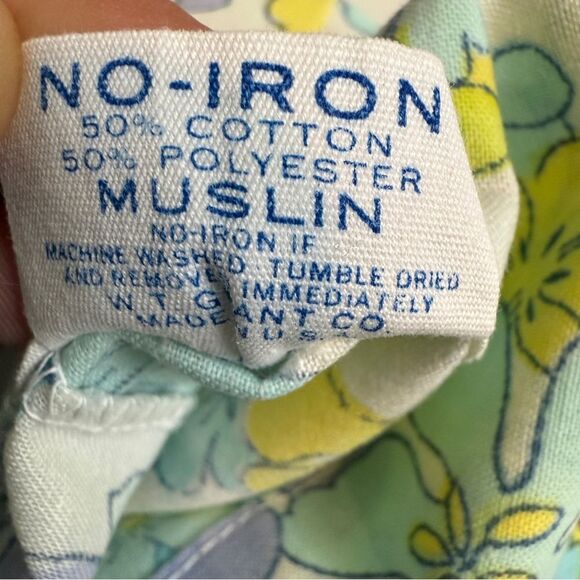 NO-IRON
50% COTTON
50% POLYESTER
MUSLIN
NO-IRON IF
MACHINE WASHED, TUMBLE DRIED
AND REMOVED IMMEDIATELY
W. T. GRANT CO.
MADE IN U.S.A.